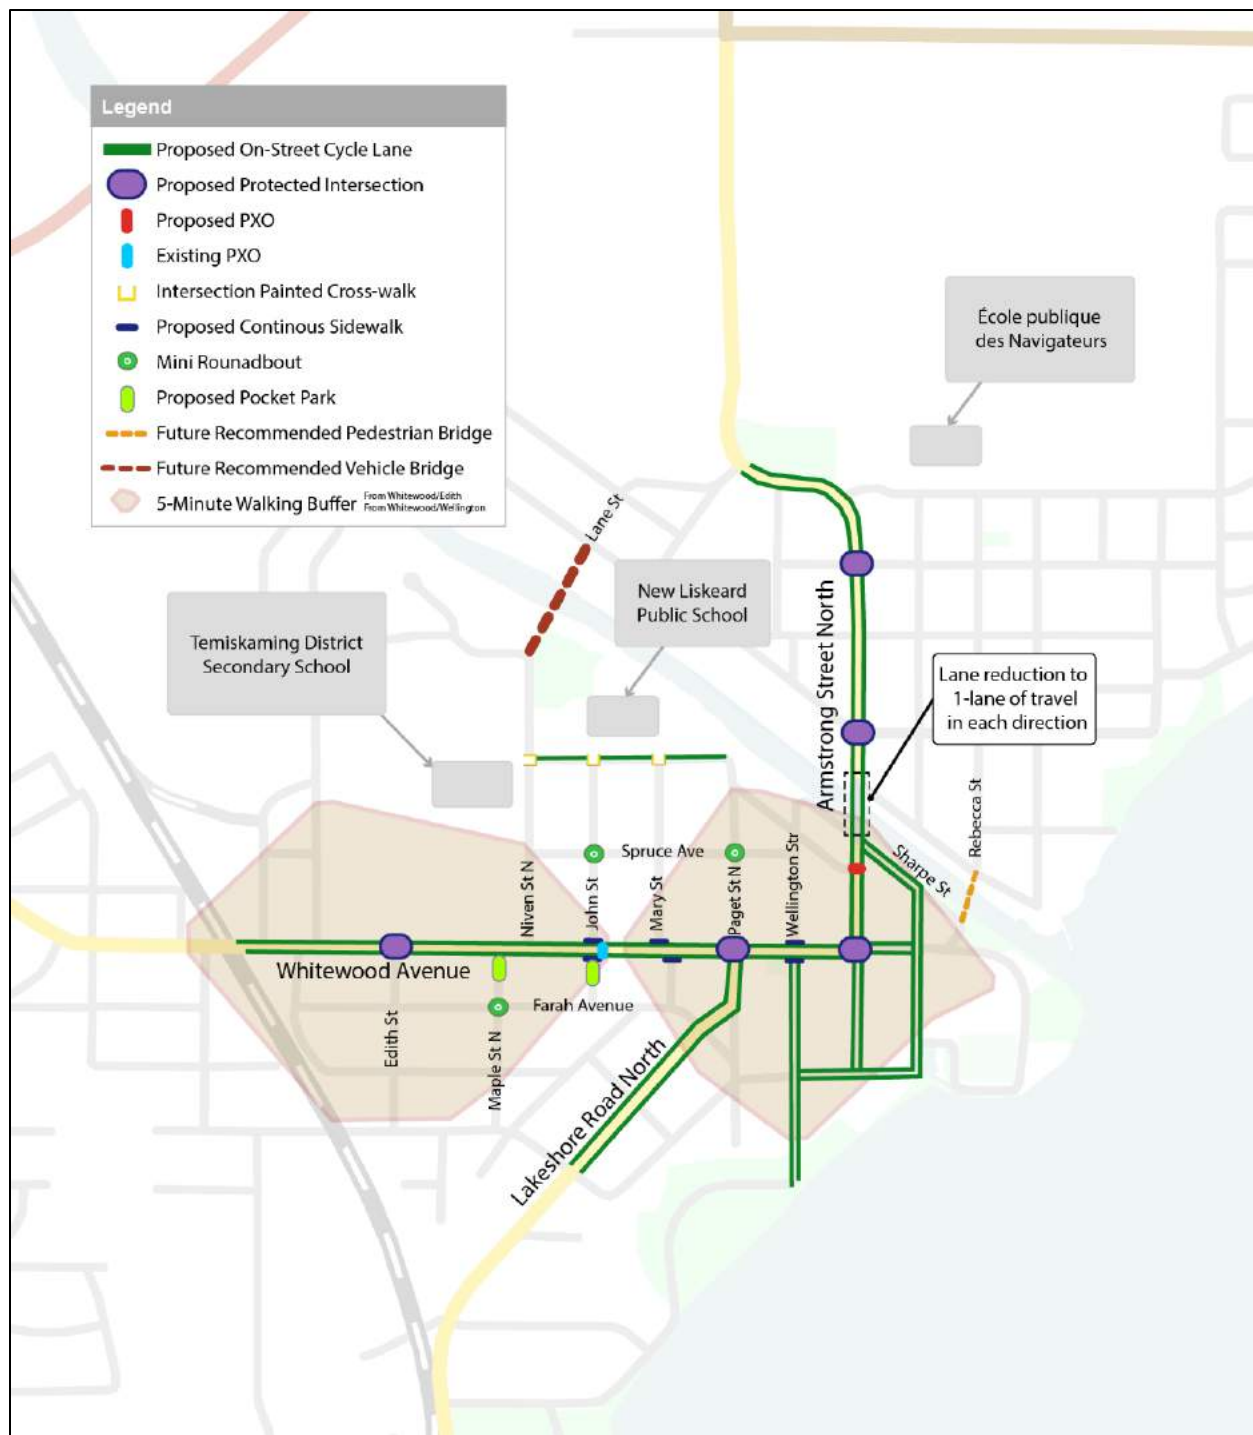 Legend
Proposed On-Street Cycle Lane
Proposed Protected Intersection
Proposed PXO
Existing PXO
Intersection Painted Cross-walk
Proposed Continous Sidewalk
Mini Rounadbout
Proposed Pocket Park
Future Recommended Pedestrian Bridge
Future Recommended Vehicle Bridge
5-Minute Walking Buffer
From Whitewood/Edith
From Whitewood/Wellington
École publique
des Navigateurs
Lane St
New Liskeard
Public School
Temiskaming District
Secondary School
Armstrong Street North
Lane reduction to
1-lane of travel
in each direction
Rebecca St
Sharpe St
Spruce Ave
Niven St N
John St
Mary St
Paget St N
Wellington Str
Whitewood Avenue
Farah Avenue
Edith St
Maple St N
Lakeshore Road North